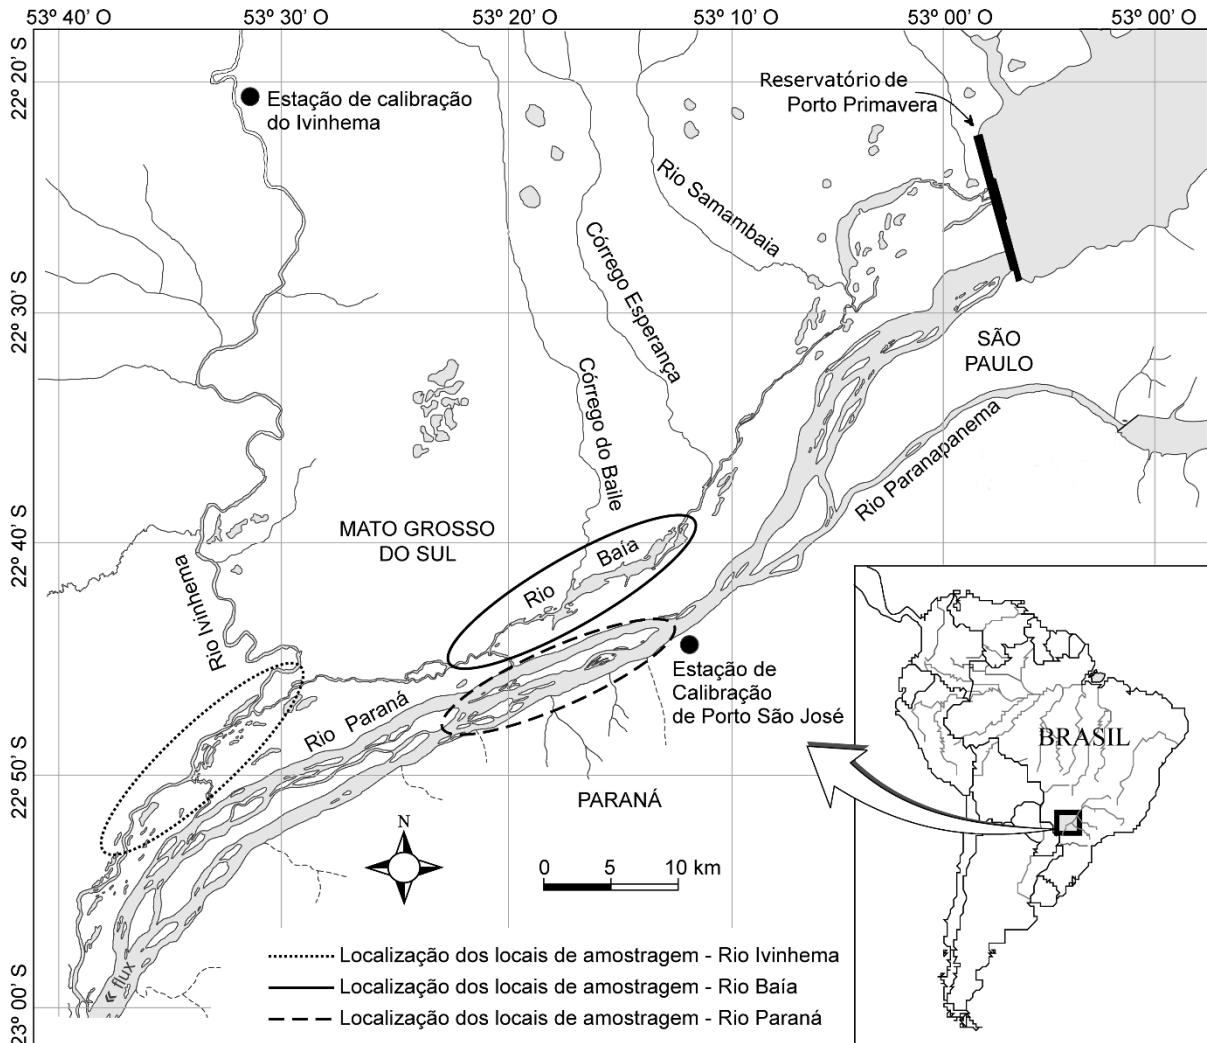 53º 40' O
53º 30' O
53º 20' O
53º 10' O
53º 00' O
53º 00' O
22º 20' S
22º 30' S
22º 40' S
22º 50' S
23º 00' S
Reservatório de
Porto Primavera
Estação de calibração
do Ivinhema
Rio Samambaia
Córrego Esperança
Córrego do Baile
SÃO
PAULO
Rio Paranapanema
MATO GROSSO
DO SUL
Rio Baía
Rio Ivinhema
Estação de
Calibração
de Porto São José
Rio Paraná
PARANÁ
BRASIL
N
0 5 10 km
« flux
Localização dos locais de amostragem - Rio Ivinhema
Localização dos locais de amostragem - Rio Baía
Localização dos locais de amostragem - Rio Paraná